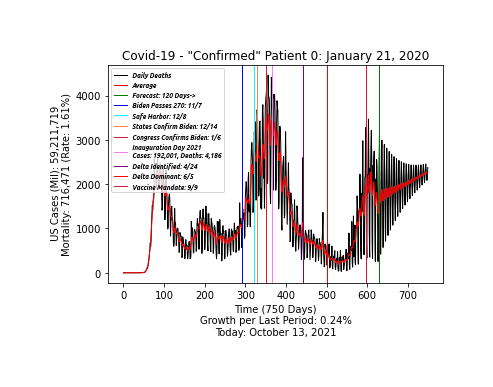 Covid-19 - "Confirmed" Patient 0: January 21, 2020
Daily Deaths
Average
Forecast: 120 Days->
Biden Passes 270: 11/7
Safe Harbor: 12/8
States Confirm Biden: 12/14
Congress Confirms Biden: 1/6
Inauguration Day 2021
Cases: 192,001, Deaths: 4,186
Delta Identified: 4/24
Delta Dominant: 6/5
Vaccine Mandate: 9/9
US Cases (Mil): 59,211,719
Mortality: 716,471 (Rate: 1.61%)
4000
3000
2000
1000
0
0 100 200 300 400 500 600 700
Time (750 Days)
Growth per Last Period: 0.24%
Today: October 13, 2021